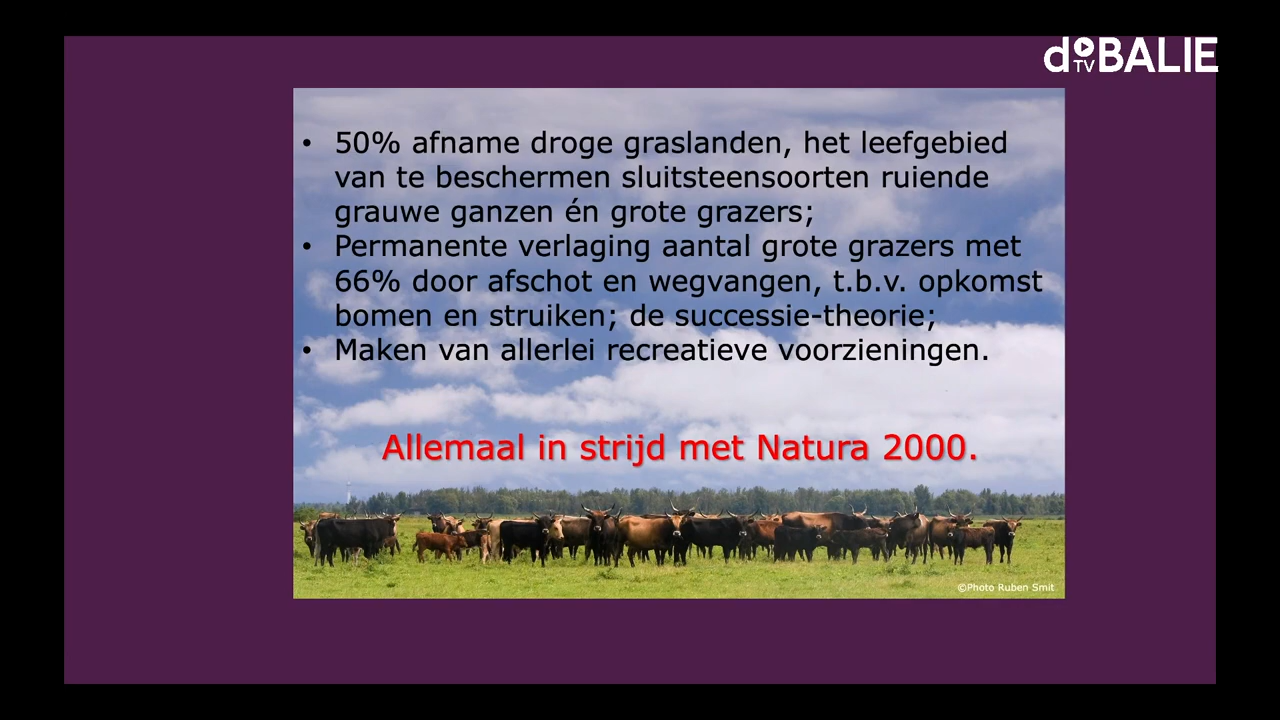 de TV BALIE
• 50% afname droge graslanden, het leefgebied
van te beschermen sluitsteensoorten ruiende
grauwe ganzen én grote grazers;
• Permanente verlaging aantal grote grazers met
66% door afschot en wegvangen, t.b.v. opkomst
bomen en struiken; de successie-theorie;
• Maken van allerlei recreatieve voorzieningen.
Allemaal in strijd met Natura 2000.
©Photo Ruben Smit